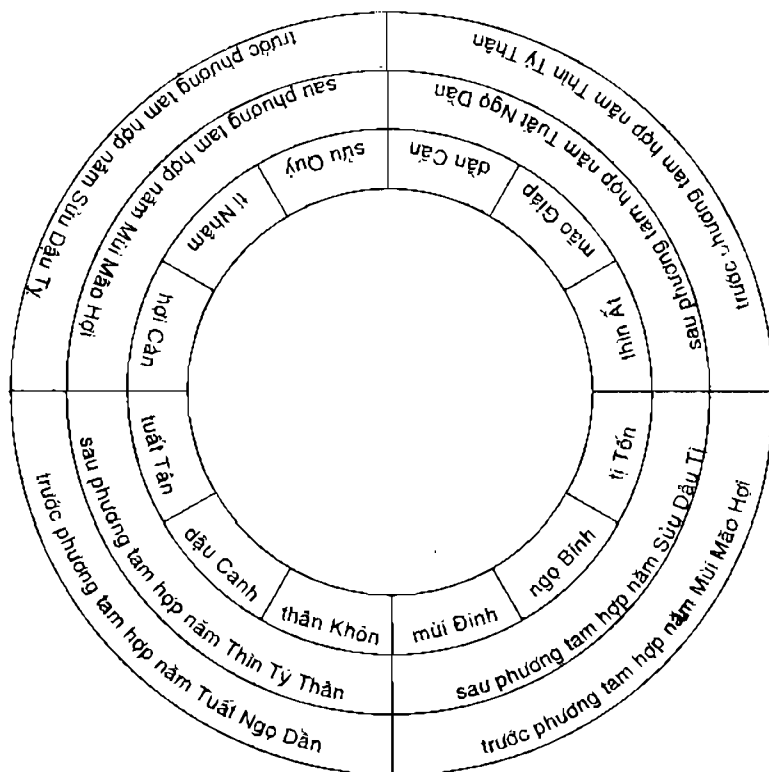 trước phương tam hợp năm Sửu Dậu Tỵ
trước phương tam hợp năm Thìn Tý Thân
sau phương tam hợp năm Mùi Mão Hợi
sau phương tam hợp năm Tuất Ngọ Dần
sửu Quý
dần Cấn
tí Nhâm
mão Giáp
hợi Càn
thìn Ất
tuất Tân
tị Tốn
dậu Canh
ngọ Bính
thân Khôn
mùi Đinh
sau phương tam hợp năm Thìn Tý Thân
sau phương tam hợp năm Sửu Dậu Tị
trước phương tam hợp năm Tuất Ngọ Dần
trước phương tam hợp năm Mùi Mão Hợi